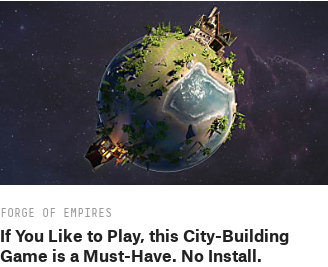 FORGE OF EMPIRES
If You Like to Play, this City-Building
Game is a Must-Have. No Install.